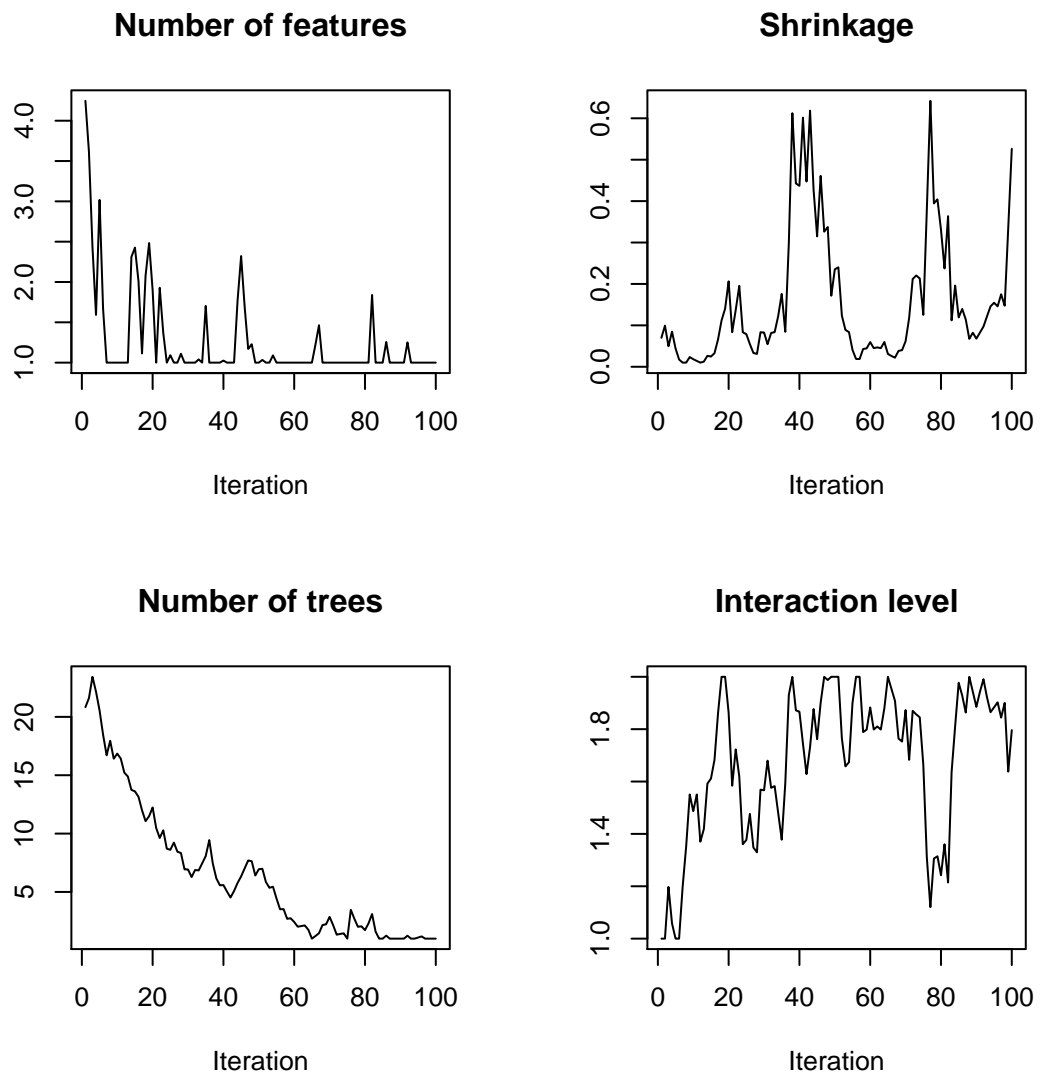 Number of features
4.0
3.0
2.0
1.0
0 20 40 60 80 100
Iteration
Shrinkage
0.6
0.4
0.2
0.0
0 20 40 60 80 100
Iteration
Number of trees
20
15
10
5
0 20 40 60 80 100
Iteration
Interaction level
1.8
1.4
1.0
0 20 40 60 80 100
Iteration